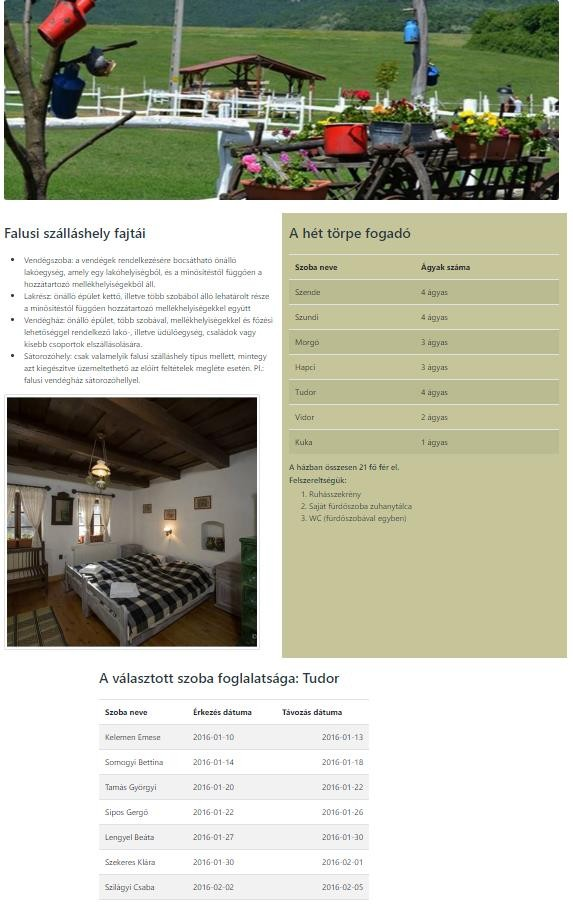 Falusi szálláshely fajtái
Vendégszoba: a vendégek rendelkezésére bocsátható önálló
lakóegység, amely egy lakóhelyiségből, és a minősítéstől függően a
hozzátartozó mellékhelyiségekből áll.
Lakrész: önálló épület kettő, illetve több szobából álló lehatárolt része
a minősítéstől függően hozzátartozó mellékhelyiségekkel együtt
Vendégház: önálló épület, több szobával, mellékhelyiségekkel és főzési
lehetőséggel rendelkező lakó-, illetve üdülőegység, családok vagy
kisebb csoportok elszállásolására.
Sátorozóhely: csak valamelyik falusi szálláshely típus mellett, mintegy
azt kiegészítve üzemeltethető az előírt feltételek megléte esetén. Pl.:
falusi vendégház sátorozóhellyel.
A hét törpe fogadó
Szoba neve Ágyak száma
Szende 4 ágyas
Szundi 4 ágyas
Morgó 3 ágyas
Hapci 3 ágyas
Tudor 4 ágyas
Vidor 2 ágyas
Kuka 1 ágyas
A házban összesen 21 fő fér el.
Felszereltségük:
1. Ruhásszekrény
2. Saját fürdőszoba zuhanytálca
3. WC (fürdőszobával egyben)
A választott szoba foglalatsága: Tudor
Szoba neve Érkezés dátuma Távozás dátuma
Kelemen Emese 2016-01-10 2016-01-13
Somogyi Bettina 2016-01-14 2016-01-18
Tamás Györgyi 2016-01-20 2016-01-22
Sipos Gergő 2016-01-22 2016-01-26
Lengyel Beáta 2016-01-27 2016-01-30
Szekeres Klára 2016-01-30 2016-02-01
Szilágyi Csaba 2016-02-02 2016-02-05